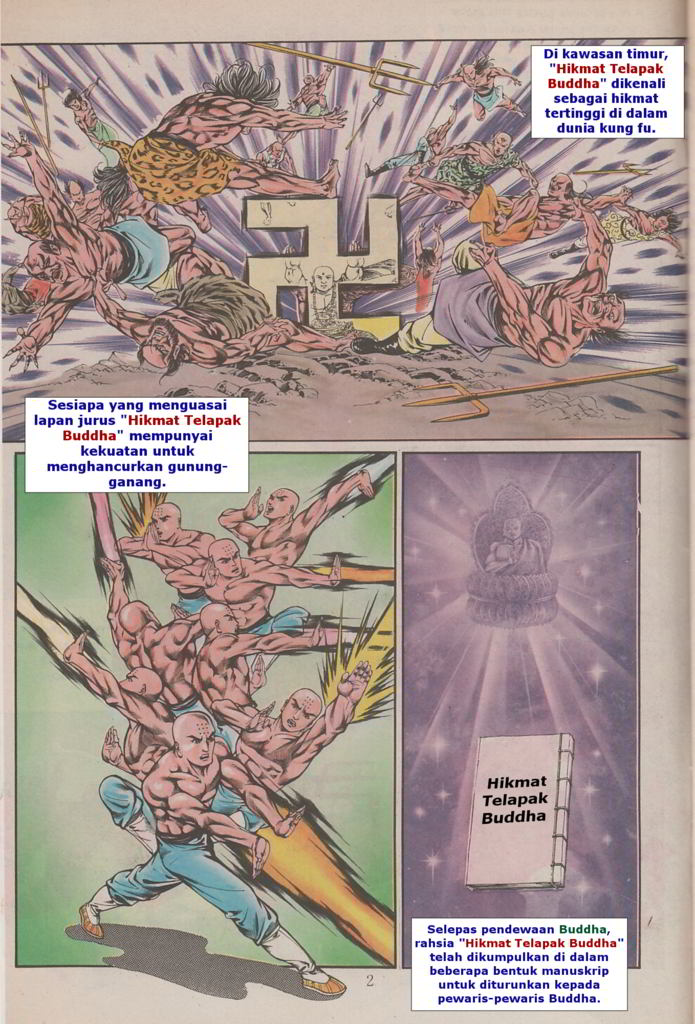 Di kawasan timur,
"Hikmat Telapak
Buddha" dikenali
sebagai hikmat
tertinggi di dalam
dunia kung fu.
Sesiapa yang menguasai
lapan jurus "Hikmat Telapak
Buddha" mempunyai
kekuatan untuk
menghancurkan gunung-
ganang.
Hikmat
Telapak
Buddha
Selepas pendewaan Buddha,
rahsia "Hikmat Telapak Buddha"
telah dikumpulkan di dalam
beberapa bentuk manuskrip
untuk diturunkan kepada
pewaris-pewaris Buddha.
2